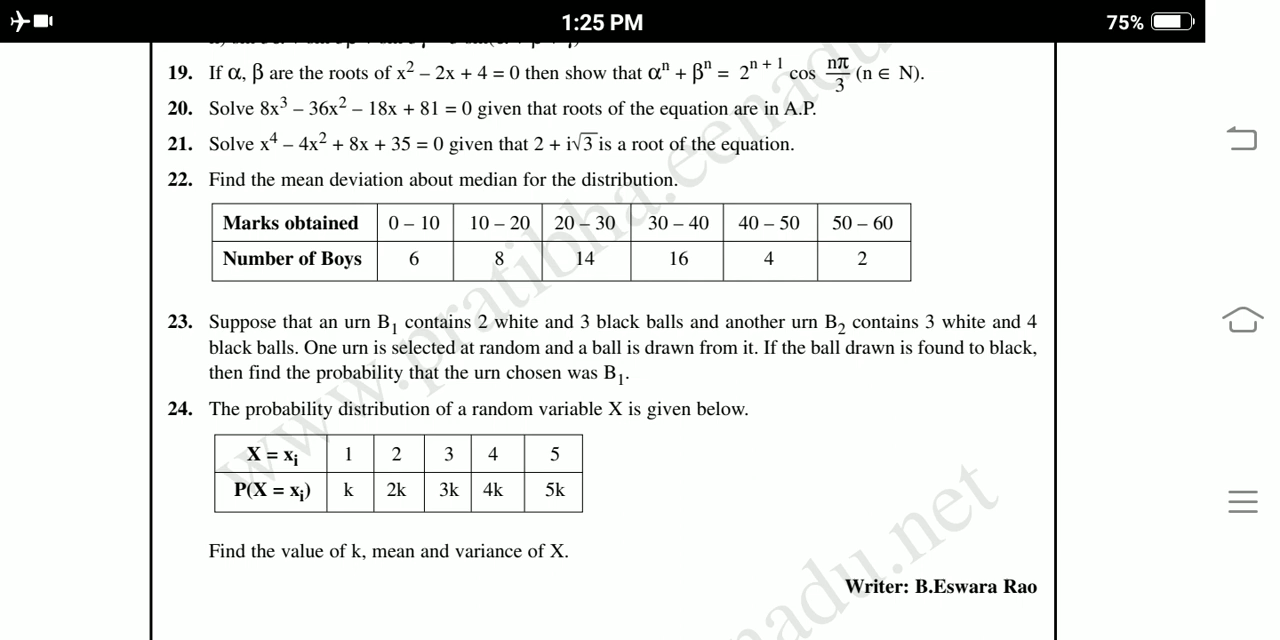 1:25 PM
75%
19. If α, β are the roots of x² – 2x + 4 = 0 then show that αⁿ + βⁿ = 2ⁿ ⁺ ¹ cos nπ/3 (n ∈ N).
20. Solve 8x³ – 36x² – 18x + 81 = 0 given that roots of the equation are in A.P.
21. Solve x⁴ – 4x² + 8x + 35 = 0 given that 2 + i√3 is a root of the equation.
22. Find the mean deviation about median for the distribution.
Marks obtained 0 – 10 10 – 20 20 – 30 30 – 40 40 – 50 50 – 60
Number of Boys 6 8 14 16 4 2
23. Suppose that an urn B₁ contains 2 white and 3 black balls and another urn B₂ contains 3 white and 4
black balls. One urn is selected at random and a ball is drawn from it. If the ball drawn is found to black,
then find the probability that the urn chosen was B₁.
24. The probability distribution of a random variable X is given below.
X = xᵢ 1 2 3 4 5
P(X = xᵢ) k 2k 3k 4k 5k
Find the value of k, mean and variance of X.
Writer: B.Eswara Rao
www.pratibha.eenadu
nadu.net